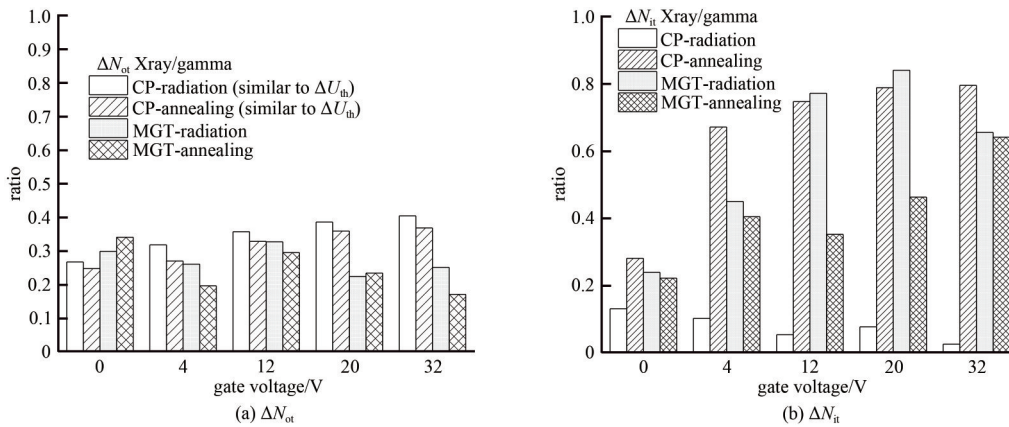 1.0
0.9
0.8
0.7
0.6
0.5
0.4
0.3
0.2
0.1
0
ratio
ΔNot Xray/gamma
CP-radiation (similar to ΔUth)
CP-annealing (similar to ΔUth)
MGT-radiation
MGT-annealing
0 4 12 20 32
gate voltage/V
(a) ΔNot
1.0
0.8
0.6
0.4
0.2
0
ratio
ΔNit Xray/gamma
CP-radiation
CP-annealing
MGT-radiation
MGT-annealing
0 4 12 20 32
gate voltage/V
(b) ΔNit